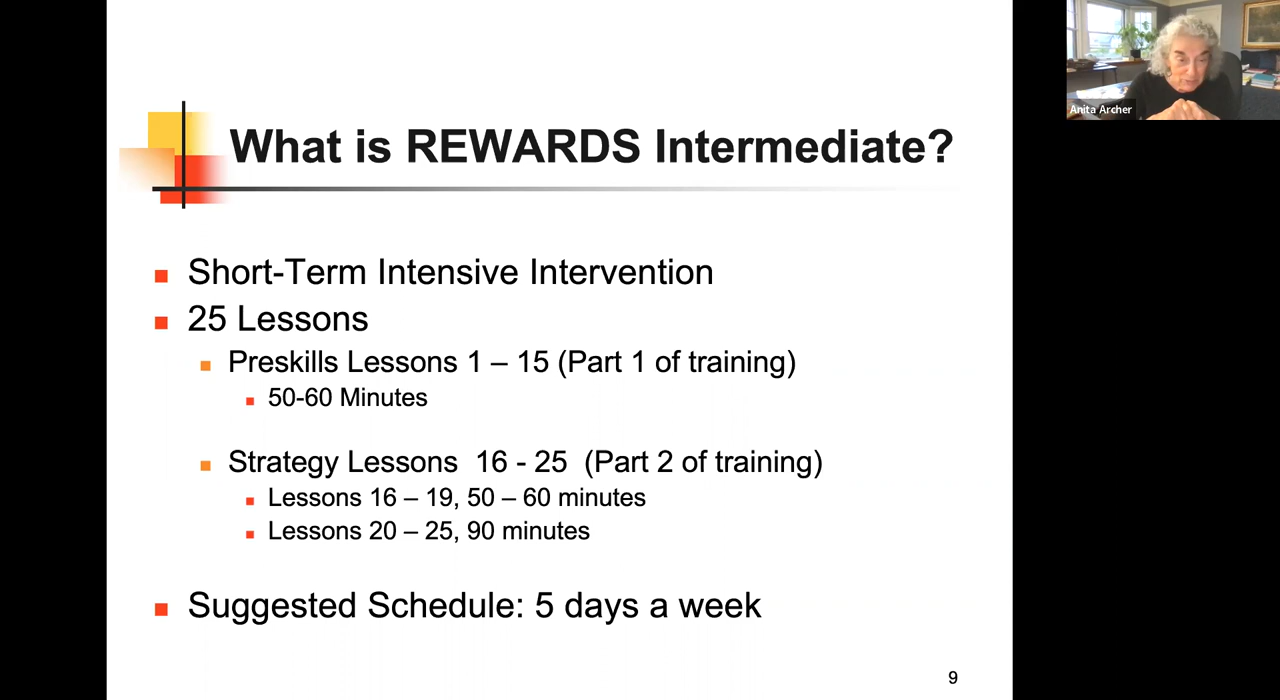 What is REWARDS Intermediate?
Short-Term Intensive Intervention
25 Lessons
Preskills Lessons 1 – 15 (Part 1 of training)
50-60 Minutes
Strategy Lessons 16 - 25 (Part 2 of training)
Lessons 16 – 19, 50 – 60 minutes
Lessons 20 – 25, 90 minutes
Suggested Schedule: 5 days a week
9
Anita Archer